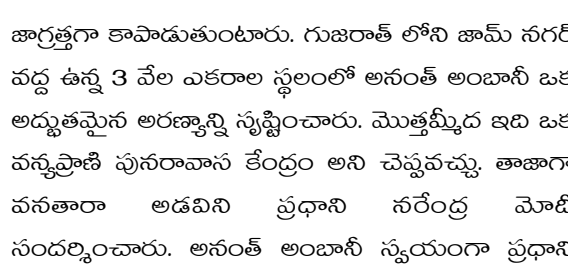 జాగ్రత్తగా కాపాడుతుంటారు. గుజరాత్ లోని జామ్ నగర్
వద్ద ఉన్న 3 వేల ఎకరాల స్థలంలో అనంత్ అంబానీ ఒక
అద్భుతమైన అరణ్యాన్ని సృష్టించారు. మొత్తమ్మీద ఇది ఒక
వన్యప్రాణి పునరావాస కేంద్రం అని చెప్పవచ్చు. తాజాగా
వనతారా అడవిని ప్రధాని నరేంద్ర మోదీ
సందర్శించారు. అనంత్ అంబానీ స్వయంగా ప్రధాని